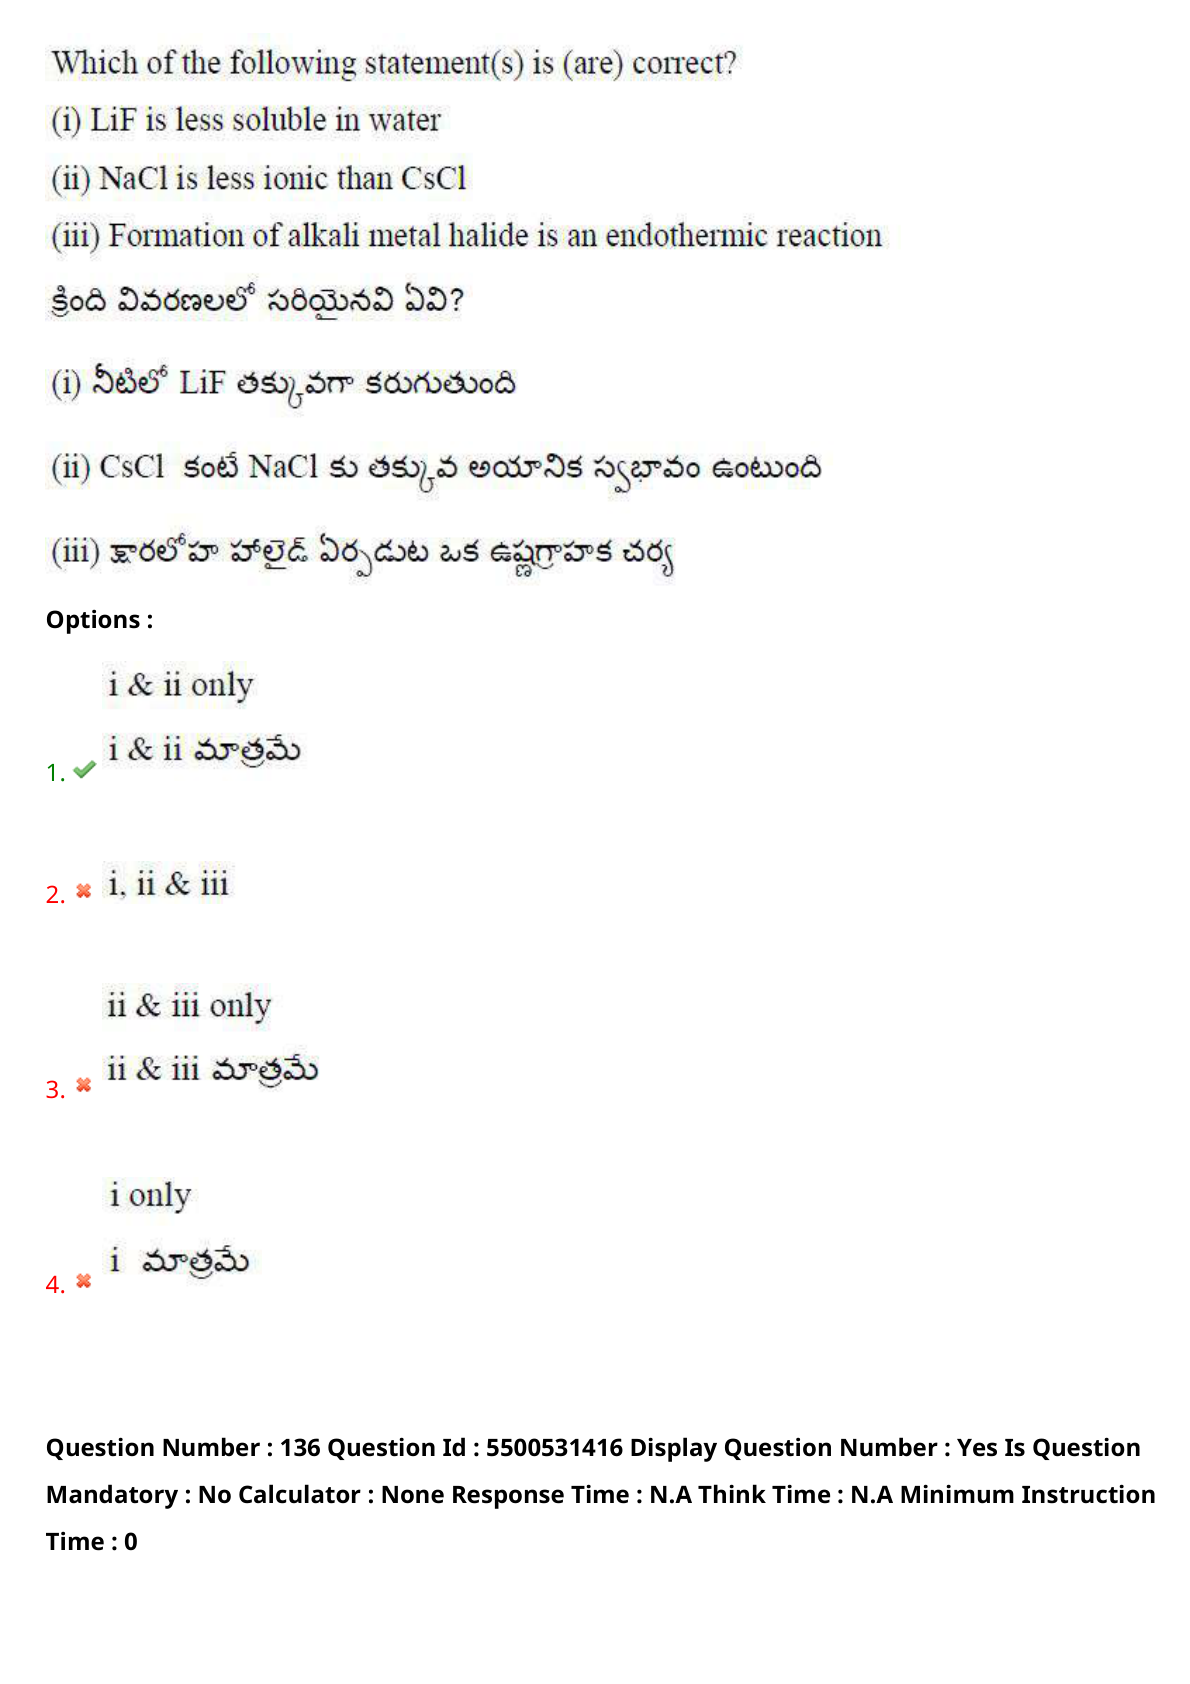 Which of the following statement(s) is (are) correct?
(i) LiF is less soluble in water
(ii) NaCl is less ionic than CsCl
(iii) Formation of alkali metal halide is an endothermic reaction
క్రింది వివరణలలో సరియైనవి ఏవి?
(i) నీటిలో LiF తక్కువగా కరుగుతుంది
(ii) CsCl కంటే NaCl కు తక్కువ అయానిక స్వభావం ఉంటుంది
(iii) క్షారలోహ హాలైడ్ ఏర్పడుట ఒక ఉష్ణగ్రాహక చర్య
Options :
i & ii only
i & ii మాత్రమే
1.
i, ii & iii
2.
ii & iii only
ii & iii మాత్రమే
3.
i only
i మాత్రమే
4.
Question Number : 136 Question Id : 5500531416 Display Question Number : Yes Is Question
Mandatory : No Calculator : None Response Time : N.A Think Time : N.A Minimum Instruction
Time : 0